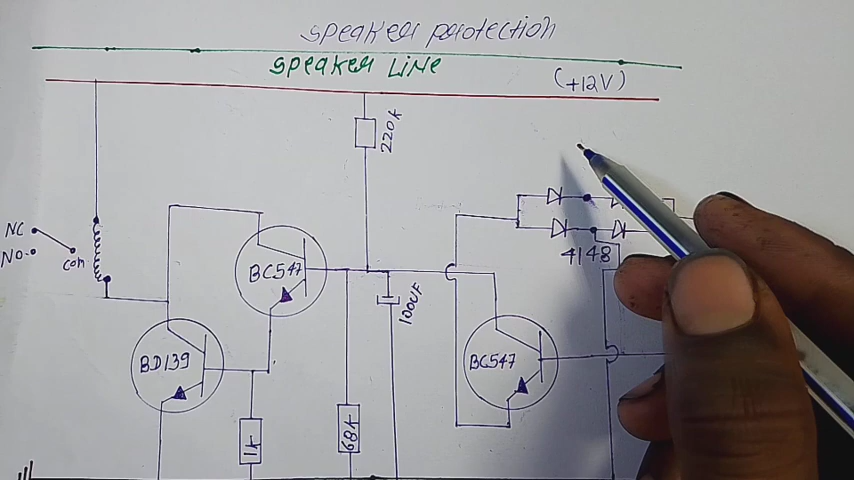 speaker protection
SPEAKER LINE
(+12V)
220K
NC
NO
com
BC547
4148
100UF
BD139
BC547
1K
68K